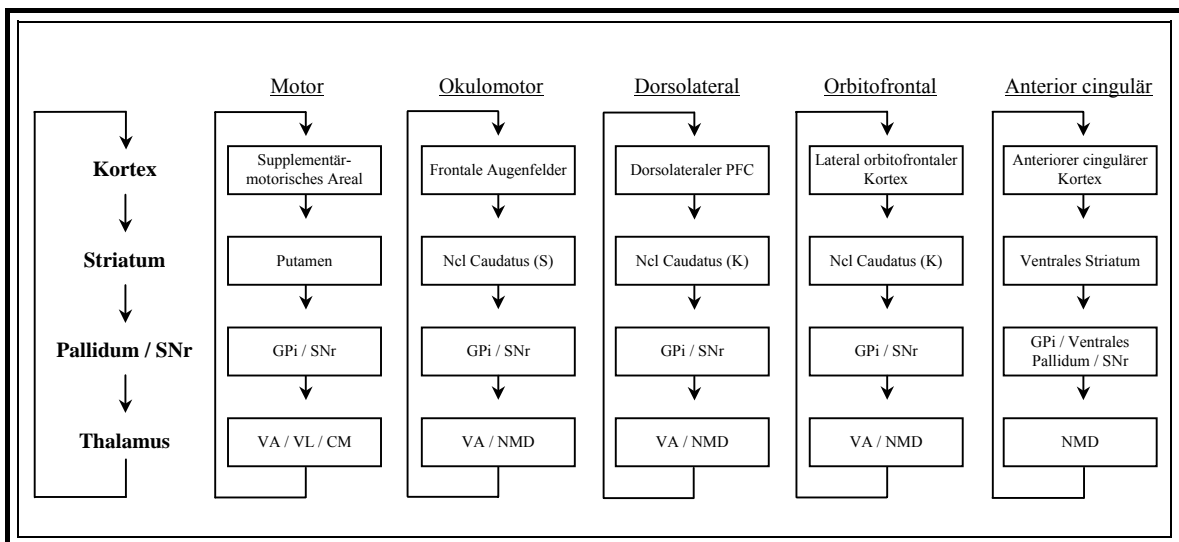 Motor
Okulomotor
Dorsolateral
Orbitofrontal
Anterior cingulär
Kortex
Supplementär-
motorisches Areal
Frontale Augenfelder
Dorsolateraler PFC
Lateral orbitofrontaler
Kortex
Anteriorer cingulärer
Kortex
Striatum
Putamen
Ncl Caudatus (S)
Ncl Caudatus (K)
Ncl Caudatus (K)
Ventrales Striatum
Pallidum / SNr
GPi / SNr
GPi / SNr
GPi / SNr
GPi / SNr
GPi / Ventrales
Pallidum / SNr
Thalamus
VA / VL / CM
VA / NMD
VA / NMD
VA / NMD
NMD